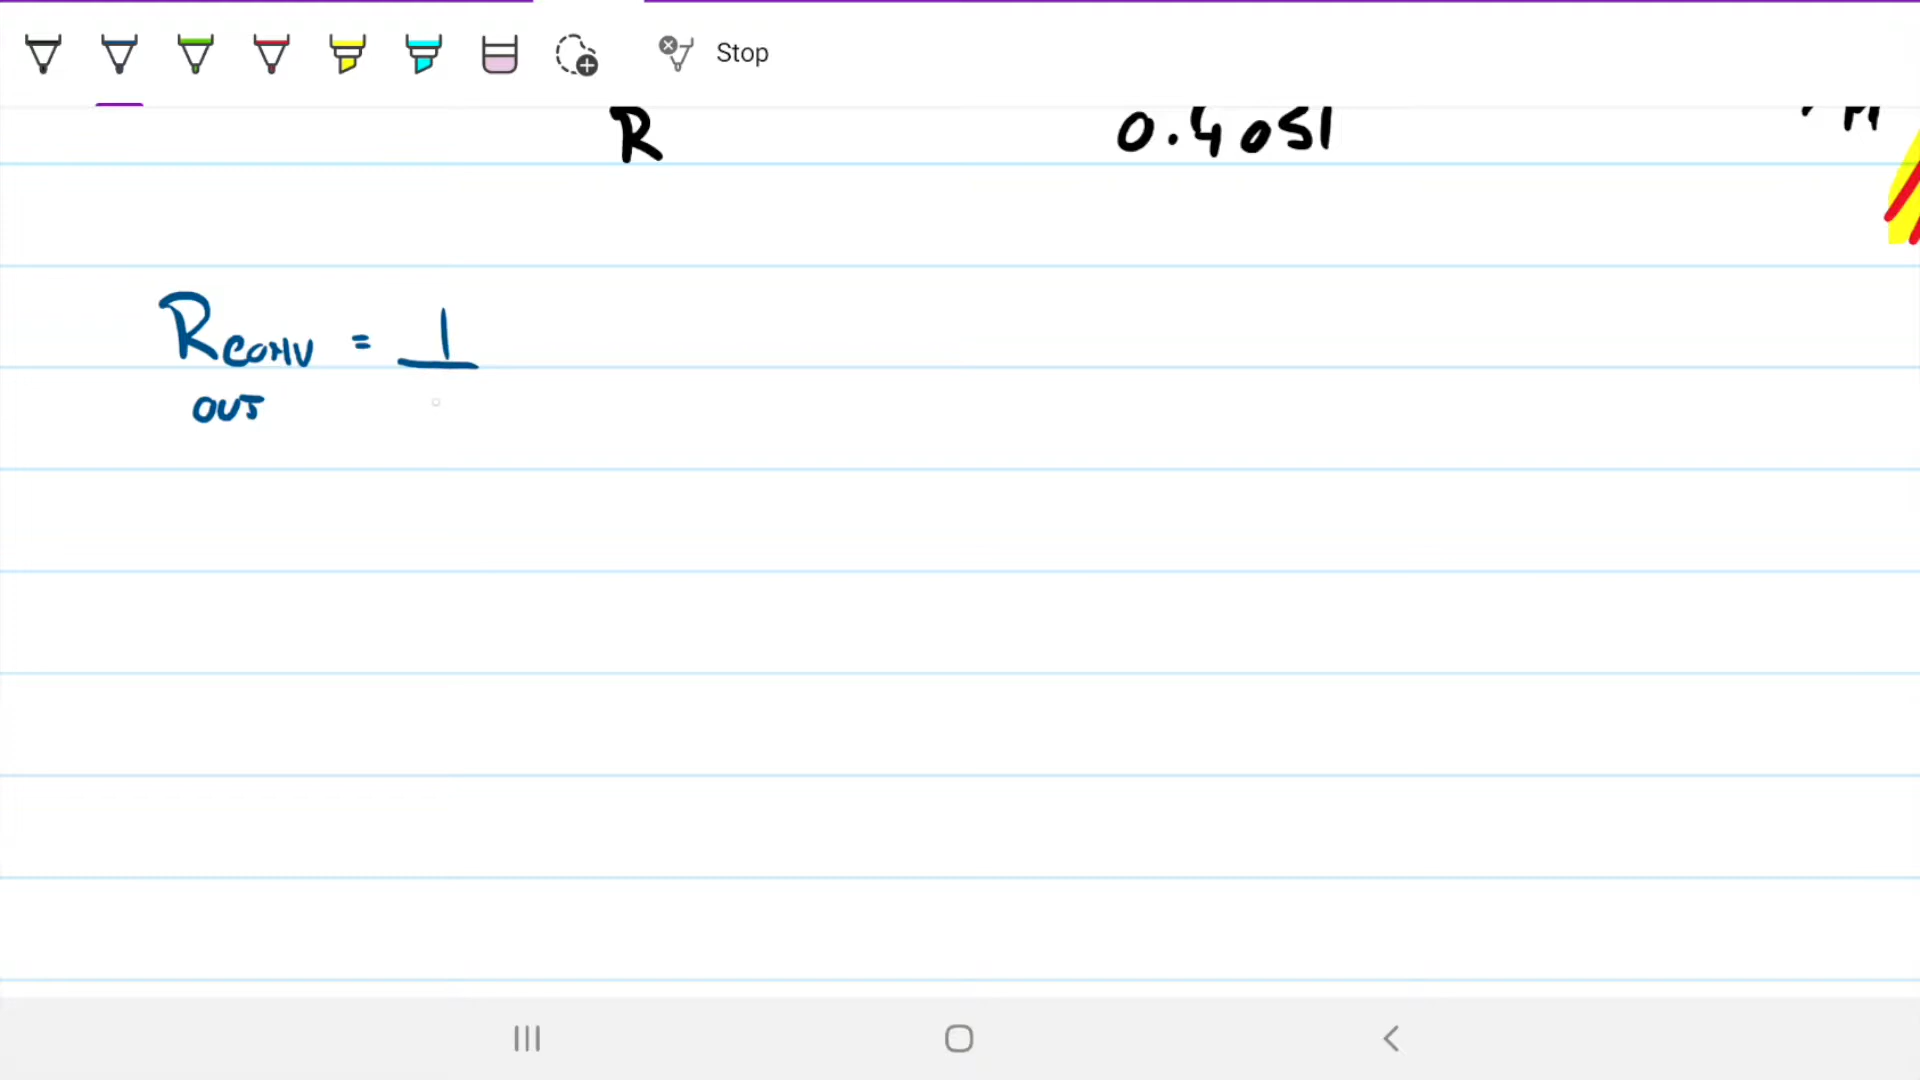 Stop
R 0.4051
Rconv = 1
out